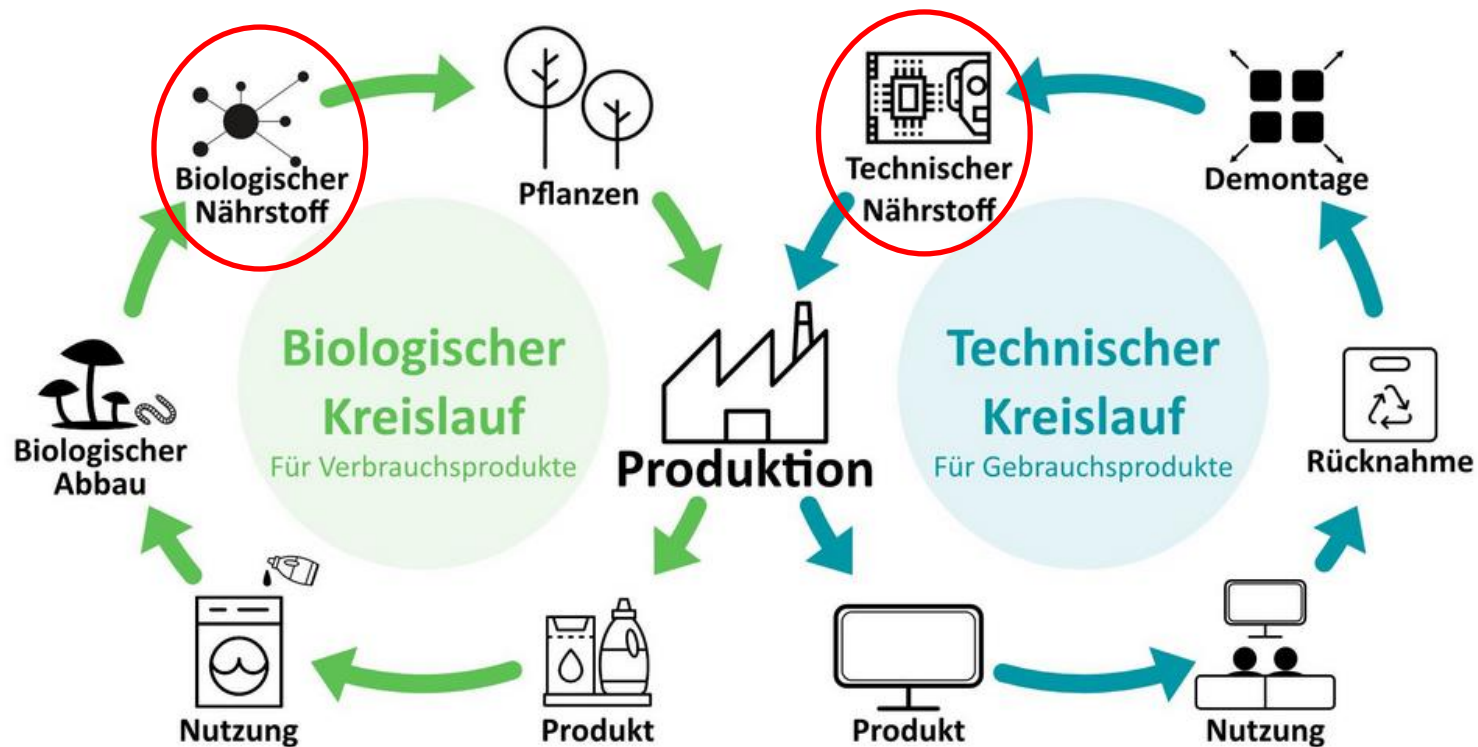 Biologischer
Nährstoff
Pflanzen
Technischer
Nährstoff
Demontage
Biologischer
Kreislauf
Für Verbrauchsprodukte
Technischer
Kreislauf
Für Gebrauchsprodukte
Biologischer
Abbau
Produktion
Rücknahme
Nutzung
Produkt
Produkt
Nutzung